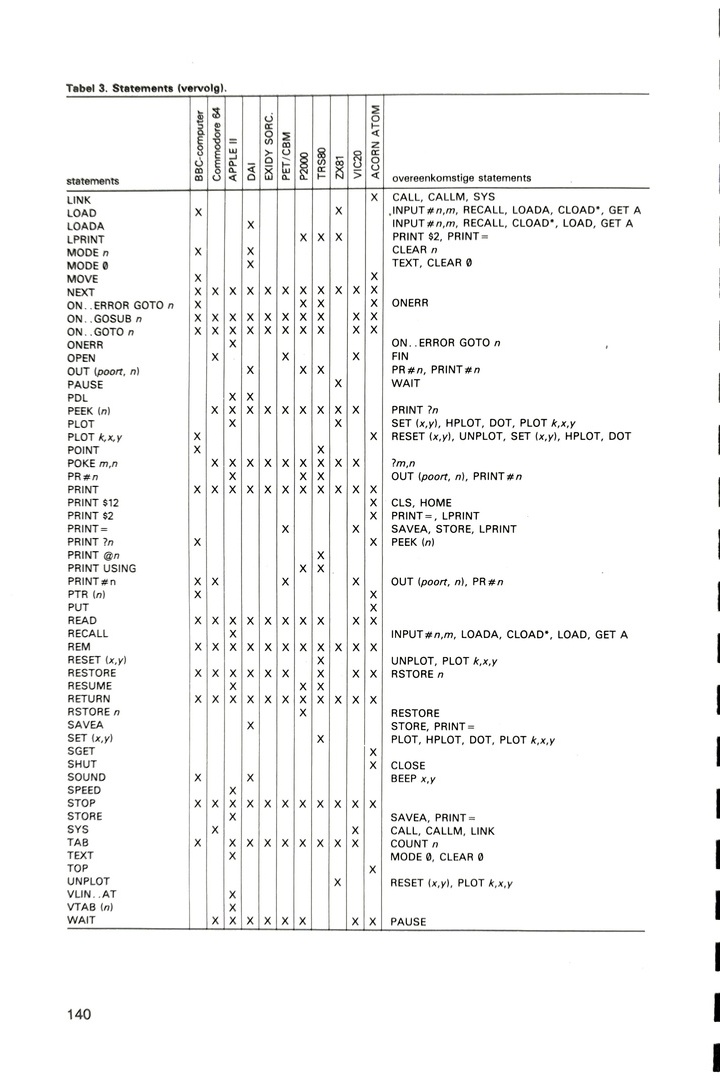 Tabel 3. Statements (vervolg).
statements BBC-computer Commodore 64 APPLE II DAI EXIDY SORC. PET/CBM P2000 TRS80 ZX81 VIC20 ACORN ATOM overeenkomstige statements
LINK X CALL, CALLM, SYS
LOAD X X INPUT#n,m, RECALL, LOADA, CLOAD*, GET A
LOADA X INPUT#n,m, RECALL, CLOAD*, LOAD, GET A
LPRINT X X X PRINT $2, PRINT=
MODE n X X CLEAR n
MODE 0 X TEXT, CLEAR 0
MOVE X X
NEXT X X X X X X X X X X X
ON..ERROR GOTO n X X X X ONERR
ON..GOSUB n X X X X X X X X X X
ON..GOTO n X X X X X X X X X X
ONERR X ON..ERROR GOTO n
OPEN X X X FIN
OUT (poort, n) X X X PR#n, PRINT#n
PAUSE X WAIT
PDL X X
PEEK (n) X X X X X X X X X PRINT ?n
PLOT X X SET (x,y), HPLOT, DOT, PLOT k,x,y
PLOT k,x,y X X RESET (x,y), UNPLOT, SET (x,y), HPLOT, DOT
POINT X X
POKE m,n X X X X X X X X X ?m,n
PR#n X X X OUT (poort, n), PRINT#n
PRINT X X X X X X X X X X X
PRINT $12 X CLS, HOME
PRINT $2 X PRINT=, LPRINT
PRINT= X X SAVEA, STORE, LPRINT
PRINT ?n X X PEEK (n)
PRINT @n X
PRINT USING X X
PRINT#n X X X X OUT (poort, n), PR#n
PTR (n) X X
PUT X
READ X X X X X X X X X X
RECALL X INPUT#n,m, LOADA, CLOAD*, LOAD, GET A
REM X X X X X X X X X X X
RESET (x,y) X UNPLOT, PLOT k,x,y
RESTORE X X X X X X X X X RSTORE n
RESUME X X X
RETURN X X X X X X X X X X X
RSTORE n X RESTORE
SAVEA X STORE, PRINT=
SET (x,y) X PLOT, HPLOT, DOT, PLOT k,x,y
SGET X
SHUT X CLOSE
SOUND X X BEEP x,y
SPEED X
STOP X X X X X X X X X X X
STORE X SAVEA, PRINT=
SYS X X CALL, CALLM, LINK
TAB X X X X X X X X X COUNT n
TEXT X MODE 0, CLEAR 0
TOP X
UNPLOT X RESET (x,y), PLOT k,x,y
VLIN..AT X
VTAB (n) X
WAIT X X X X X X X X PAUSE
140